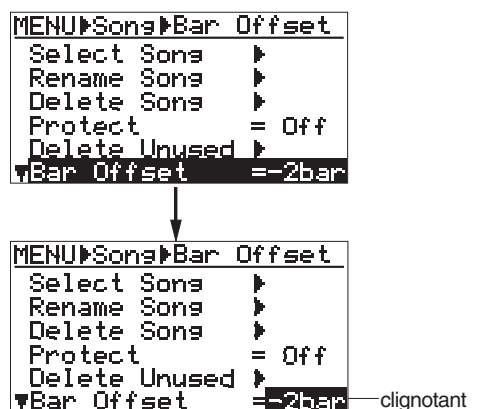 MENU▶Song▶Bar Offset
Select Song ▶
Rename Song ▶
Delete Song ▶
Protect = Off
Delete Unused ▶
▼Bar Offset =-2bar
MENU▶Song▶Bar Offset
Select Song ▶
Rename Song ▶
Delete Song ▶
Protect = Off
Delete Unused ▶
▼Bar Offset =-2bar clignotant